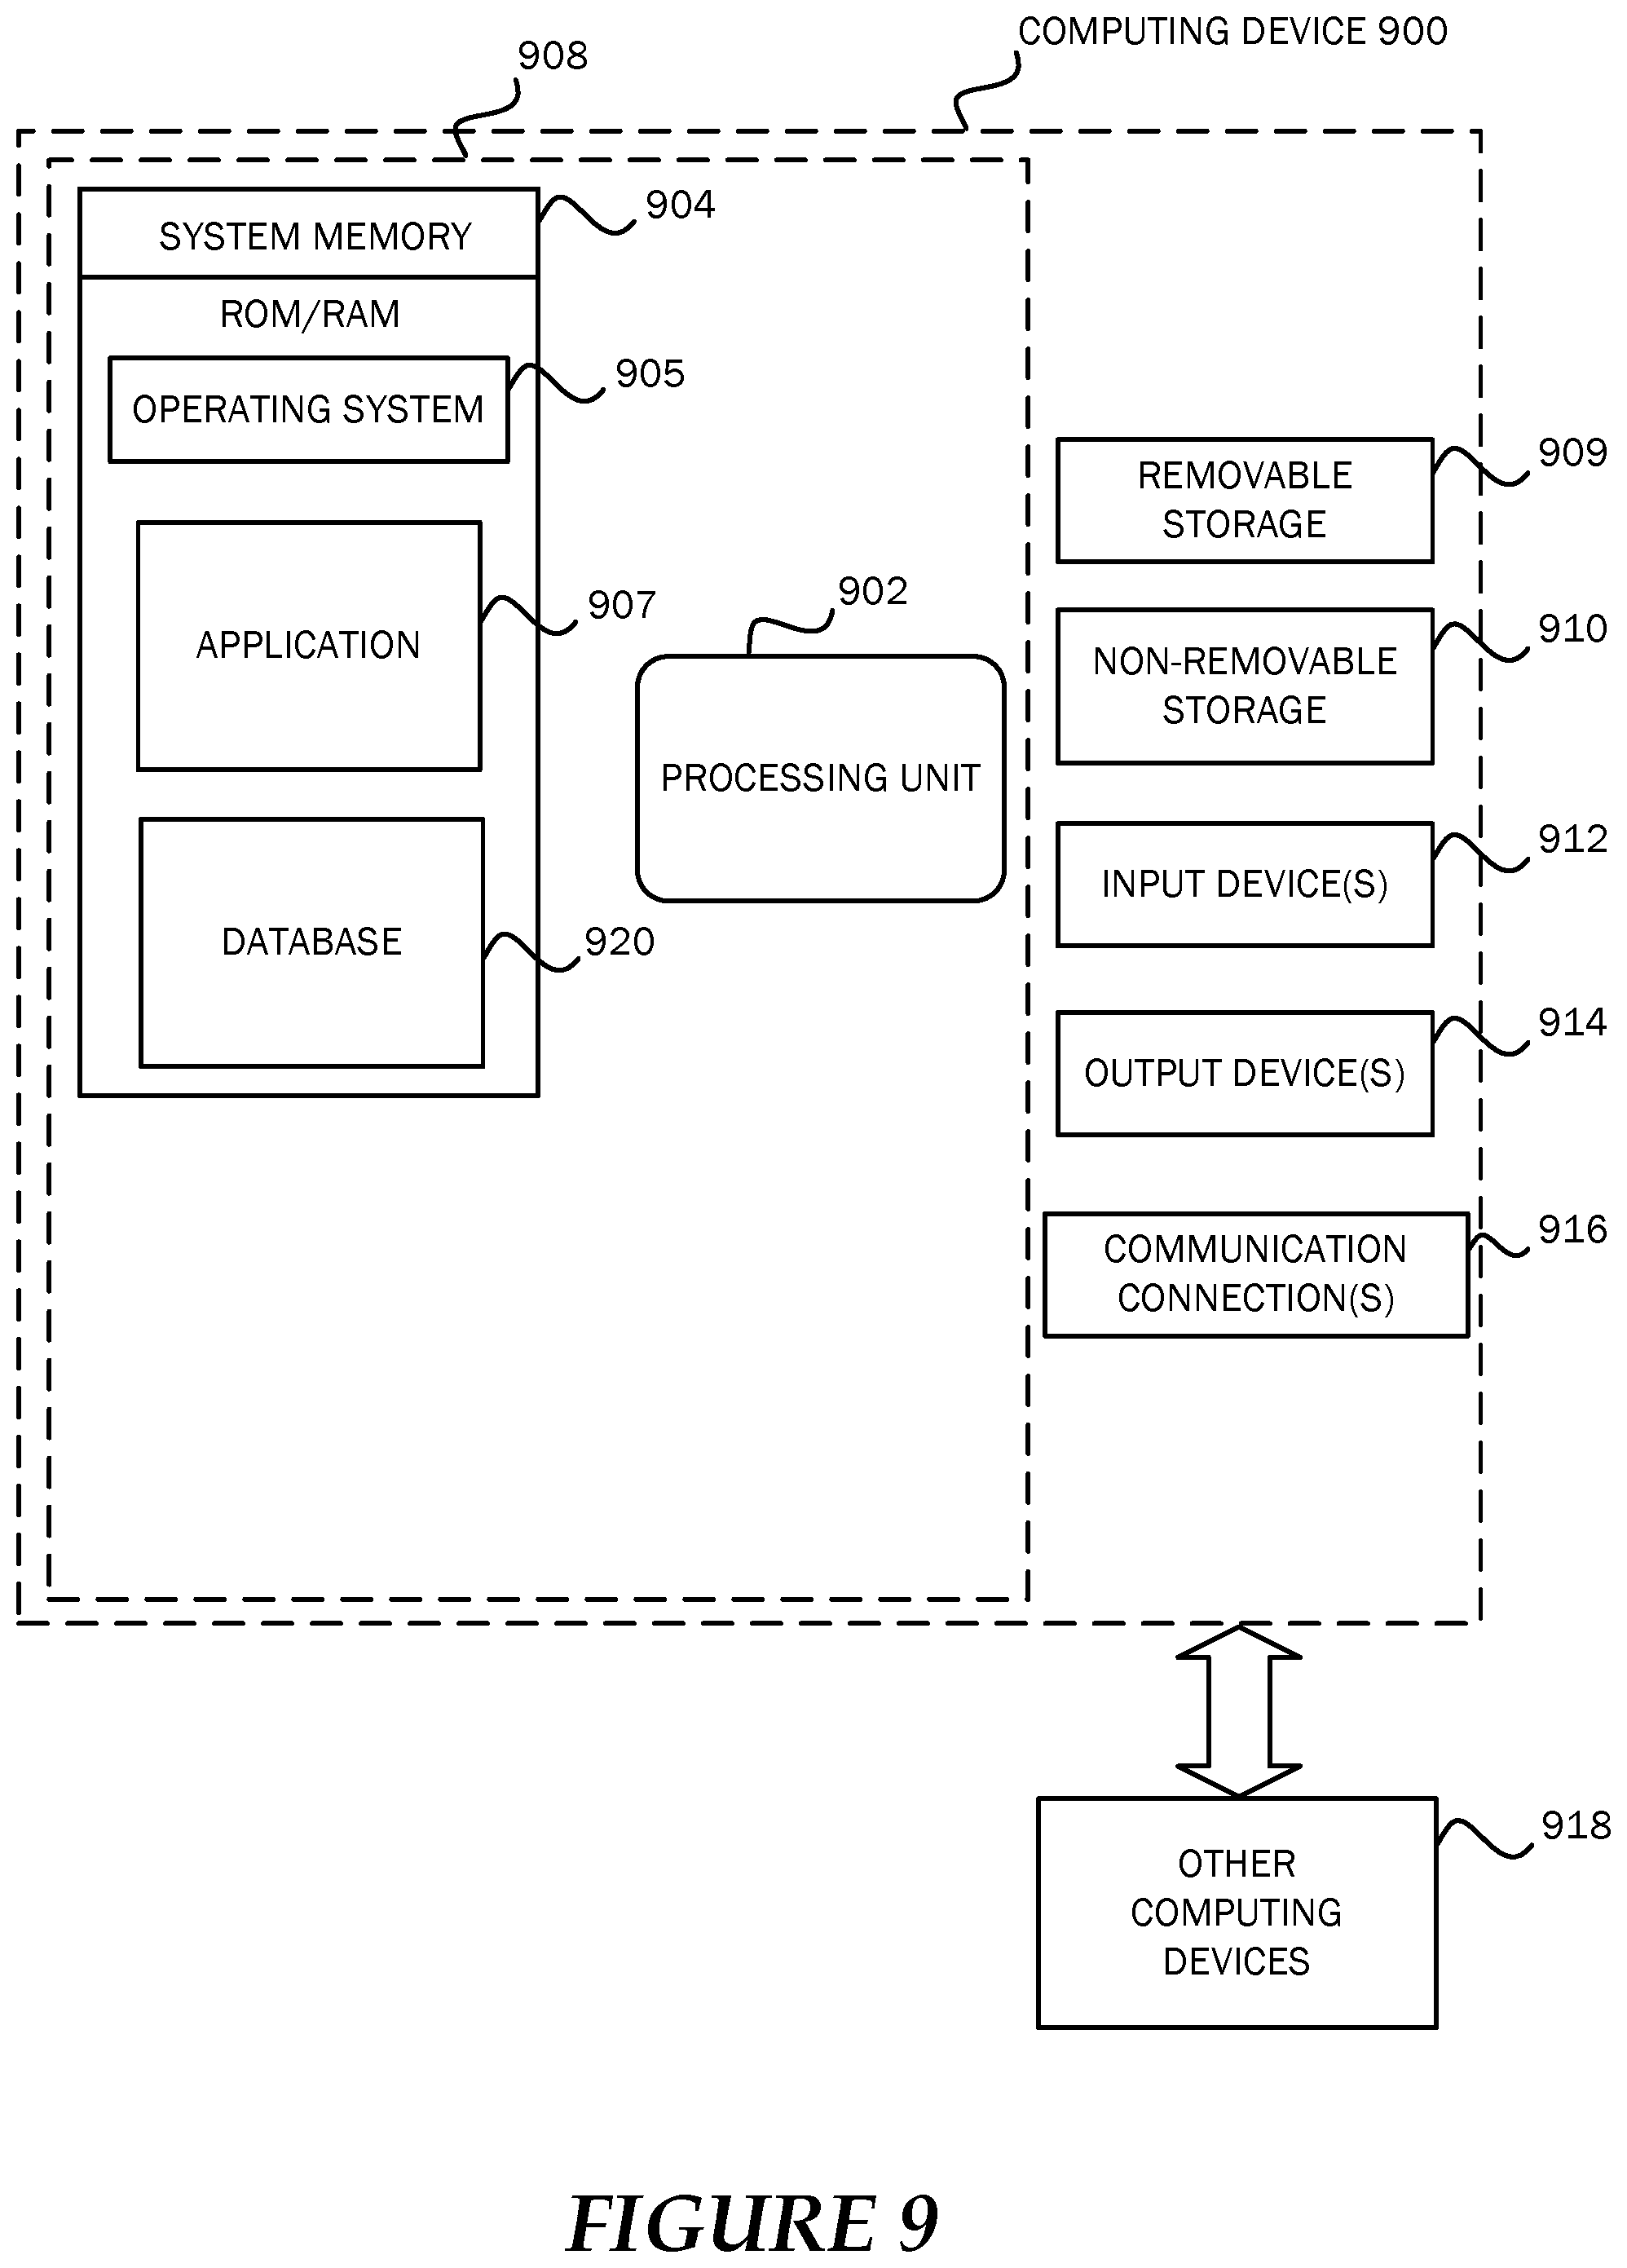 COMPUTING DEVICE 900
908
SYSTEM MEMORY
904
ROM/RAM
OPERATING SYSTEM
905
APPLICATION
907
DATABASE
920
902
PROCESSING UNIT
REMOVABLE
STORAGE
909
NON-REMOVABLE
STORAGE
910
INPUT DEVICE(S)
912
OUTPUT DEVICE(S)
914
COMMUNICATION
CONNECTION(S)
916
OTHER
COMPUTING
DEVICES
918
FIGURE 9